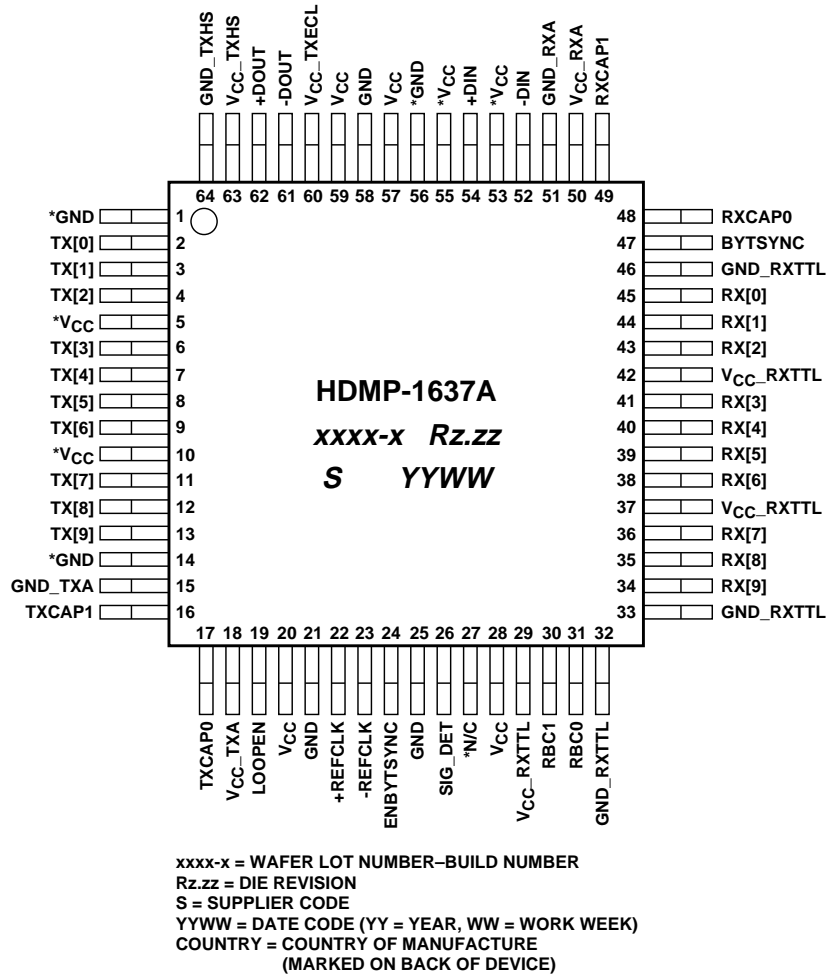 GND_TXHS
VCC_TXHS
+DOUT
-DOUT
VCC_TXECL
VCC
GND
VCC
*GND
*VCC
+DIN
*VCC
-DIN
GND_RXA
VCC_RXA
RXCAP1
64 63 62 61 60 59 58 57 56 55 54 53 52 51 50 49
*GND 1
TX[0] 2
TX[1] 3
TX[2] 4
*VCC 5
TX[3] 6
TX[4] 7
TX[5] 8
TX[6] 9
*VCC 10
TX[7] 11
TX[8] 12
TX[9] 13
*GND 14
GND_TXA 15
TXCAP1 16
HDMP-1637A
xxxx-x Rz.zz
S YYWW
48 RXCAP0
47 BYTSYNC
46 GND_RXTTL
45 RX[0]
44 RX[1]
43 RX[2]
42 VCC_RXTTL
41 RX[3]
40 RX[4]
39 RX[5]
38 RX[6]
37 VCC_RXTTL
36 RX[7]
35 RX[8]
34 RX[9]
33 GND_RXTTL
17 18 19 20 21 22 23 24 25 26 27 28 29 30 31 32
TXCAP0
VCC_TXA
LOOPEN
VCC
GND
+REFCLK
-REFCLK
ENBYTSYNC
GND
SIG_DET
*N/C
VCC
VCC_RXTTL
RBC1
RBC0
GND_RXTTL
xxxx-x = WAFER LOT NUMBER–BUILD NUMBER
Rz.zz = DIE REVISION
S = SUPPLIER CODE
YYWW = DATE CODE (YY = YEAR, WW = WORK WEEK)
COUNTRY = COUNTRY OF MANUFACTURE
(MARKED ON BACK OF DEVICE)